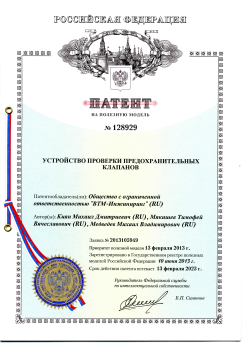 РОССИЙСКАЯ ФЕДЕРАЦИЯ
ПАТЕНТ
НА ПОЛЕЗНУЮ МОДЕЛЬ
№ 128929
УСТРОЙСТВО ПРОВЕРКИ ПРЕДОХРАНИТЕЛЬНЫХ
КЛАПАНОВ
Патентообладатель(ли): Общество с ограниченной
ответственностью "ВТМ-Инжиниринг" (RU)
Автор(ы): Михаил Дмитриевич (RU), Тимофей
Вячеславович (RU), Медведев Михаил Владимирович (RU)
Заявка № 2013102949
Приоритет полезной модели 13 февраля 2013 г.
Зарегистрировано в Государственном реестре полезных
моделей Российской Федерации 10 июня 2013 г.
Срок действия патента истекает 13 февраля 2023 г.
Руководитель Федеральной службы
по интеллектуальной собственности
Б.П. Симонов